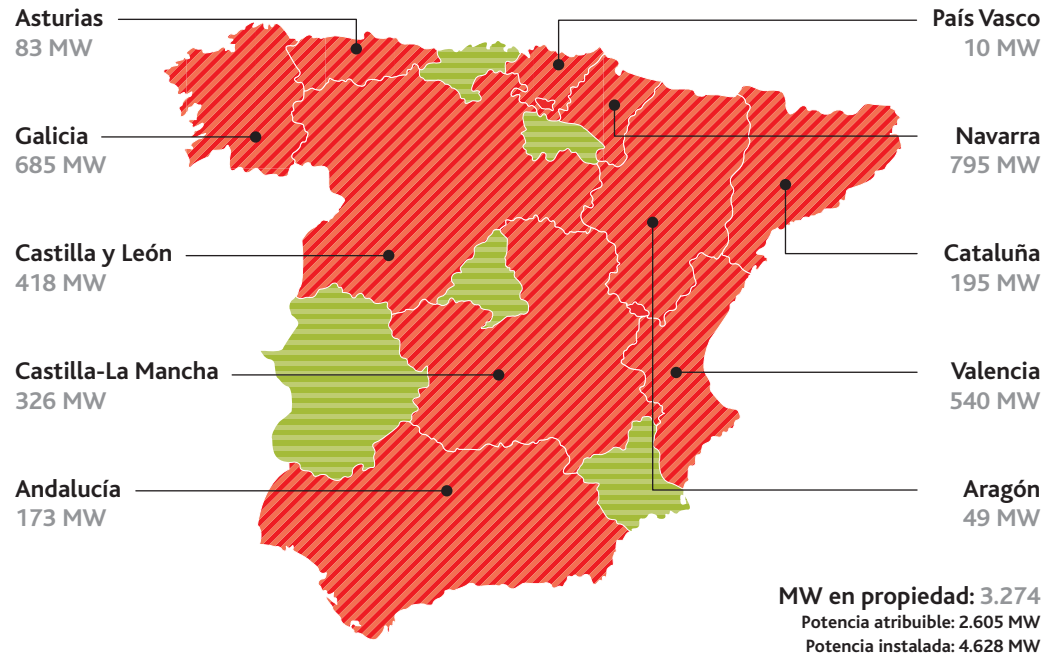 Asturias
83 MW
Galicia
685 MW
Castilla y León
418 MW
Castilla-La Mancha
326 MW
Andalucía
173 MW
País Vasco
10 MW
Navarra
795 MW
Cataluña
195 MW
Valencia
540 MW
Aragón
49 MW
MW en propiedad: 3.274
Potencia atribuible: 2.605 MW
Potencia instalada: 4.628 MW